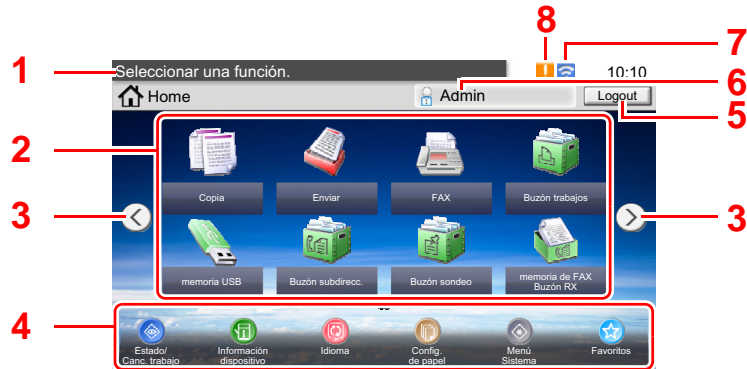 8
7
1
Seleccionar una función.
10:10
6
Home
Admin
Logout
5
2
Copia
Enviar
FAX
Buzón trabajos
3
3
memoria USB
Buzón subdirecc.
Buzón sondeo
memoria de FAX
Buzón RX
4
Estado/
Canc. trabajo
Información
dispositivo
Idioma
Config.
de papel
Menú
Sistema
Favoritos